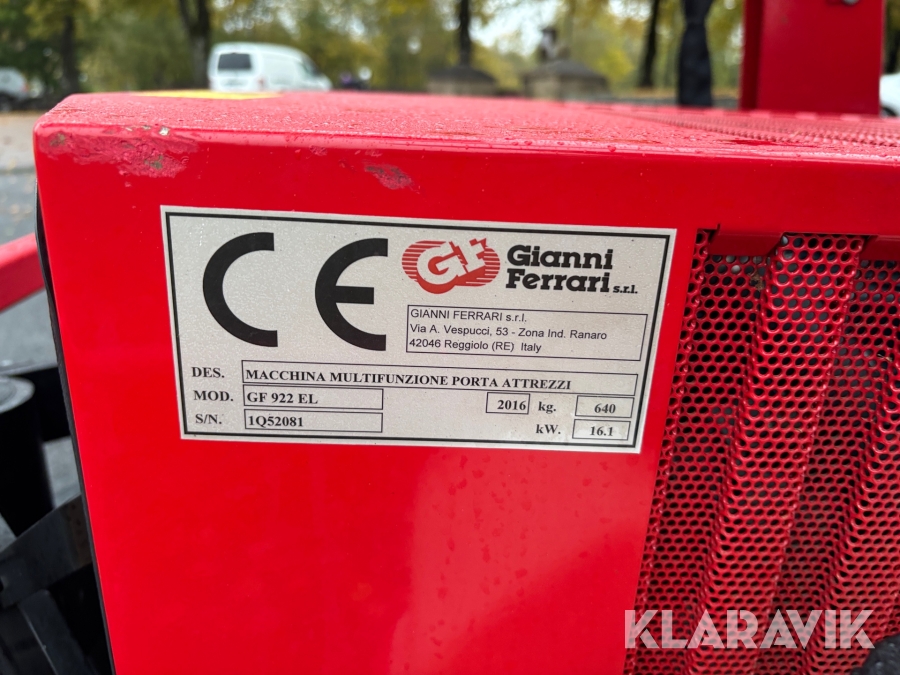 CE
GF
Gianni
Ferrari s.r.l.
GIANNI FERRARI s.r.l.
Via A. Vespucci, 53 - Zona Ind. Ranaro
42046 Reggiolo (RE) Italy
DES. MACCHINA MULTIFUNZIONE PORTA ATTREZZI
MOD. GF 922 EL 2016 kg. 640
S/N. 1Q52081 kW. 16.1
KLARAVIK